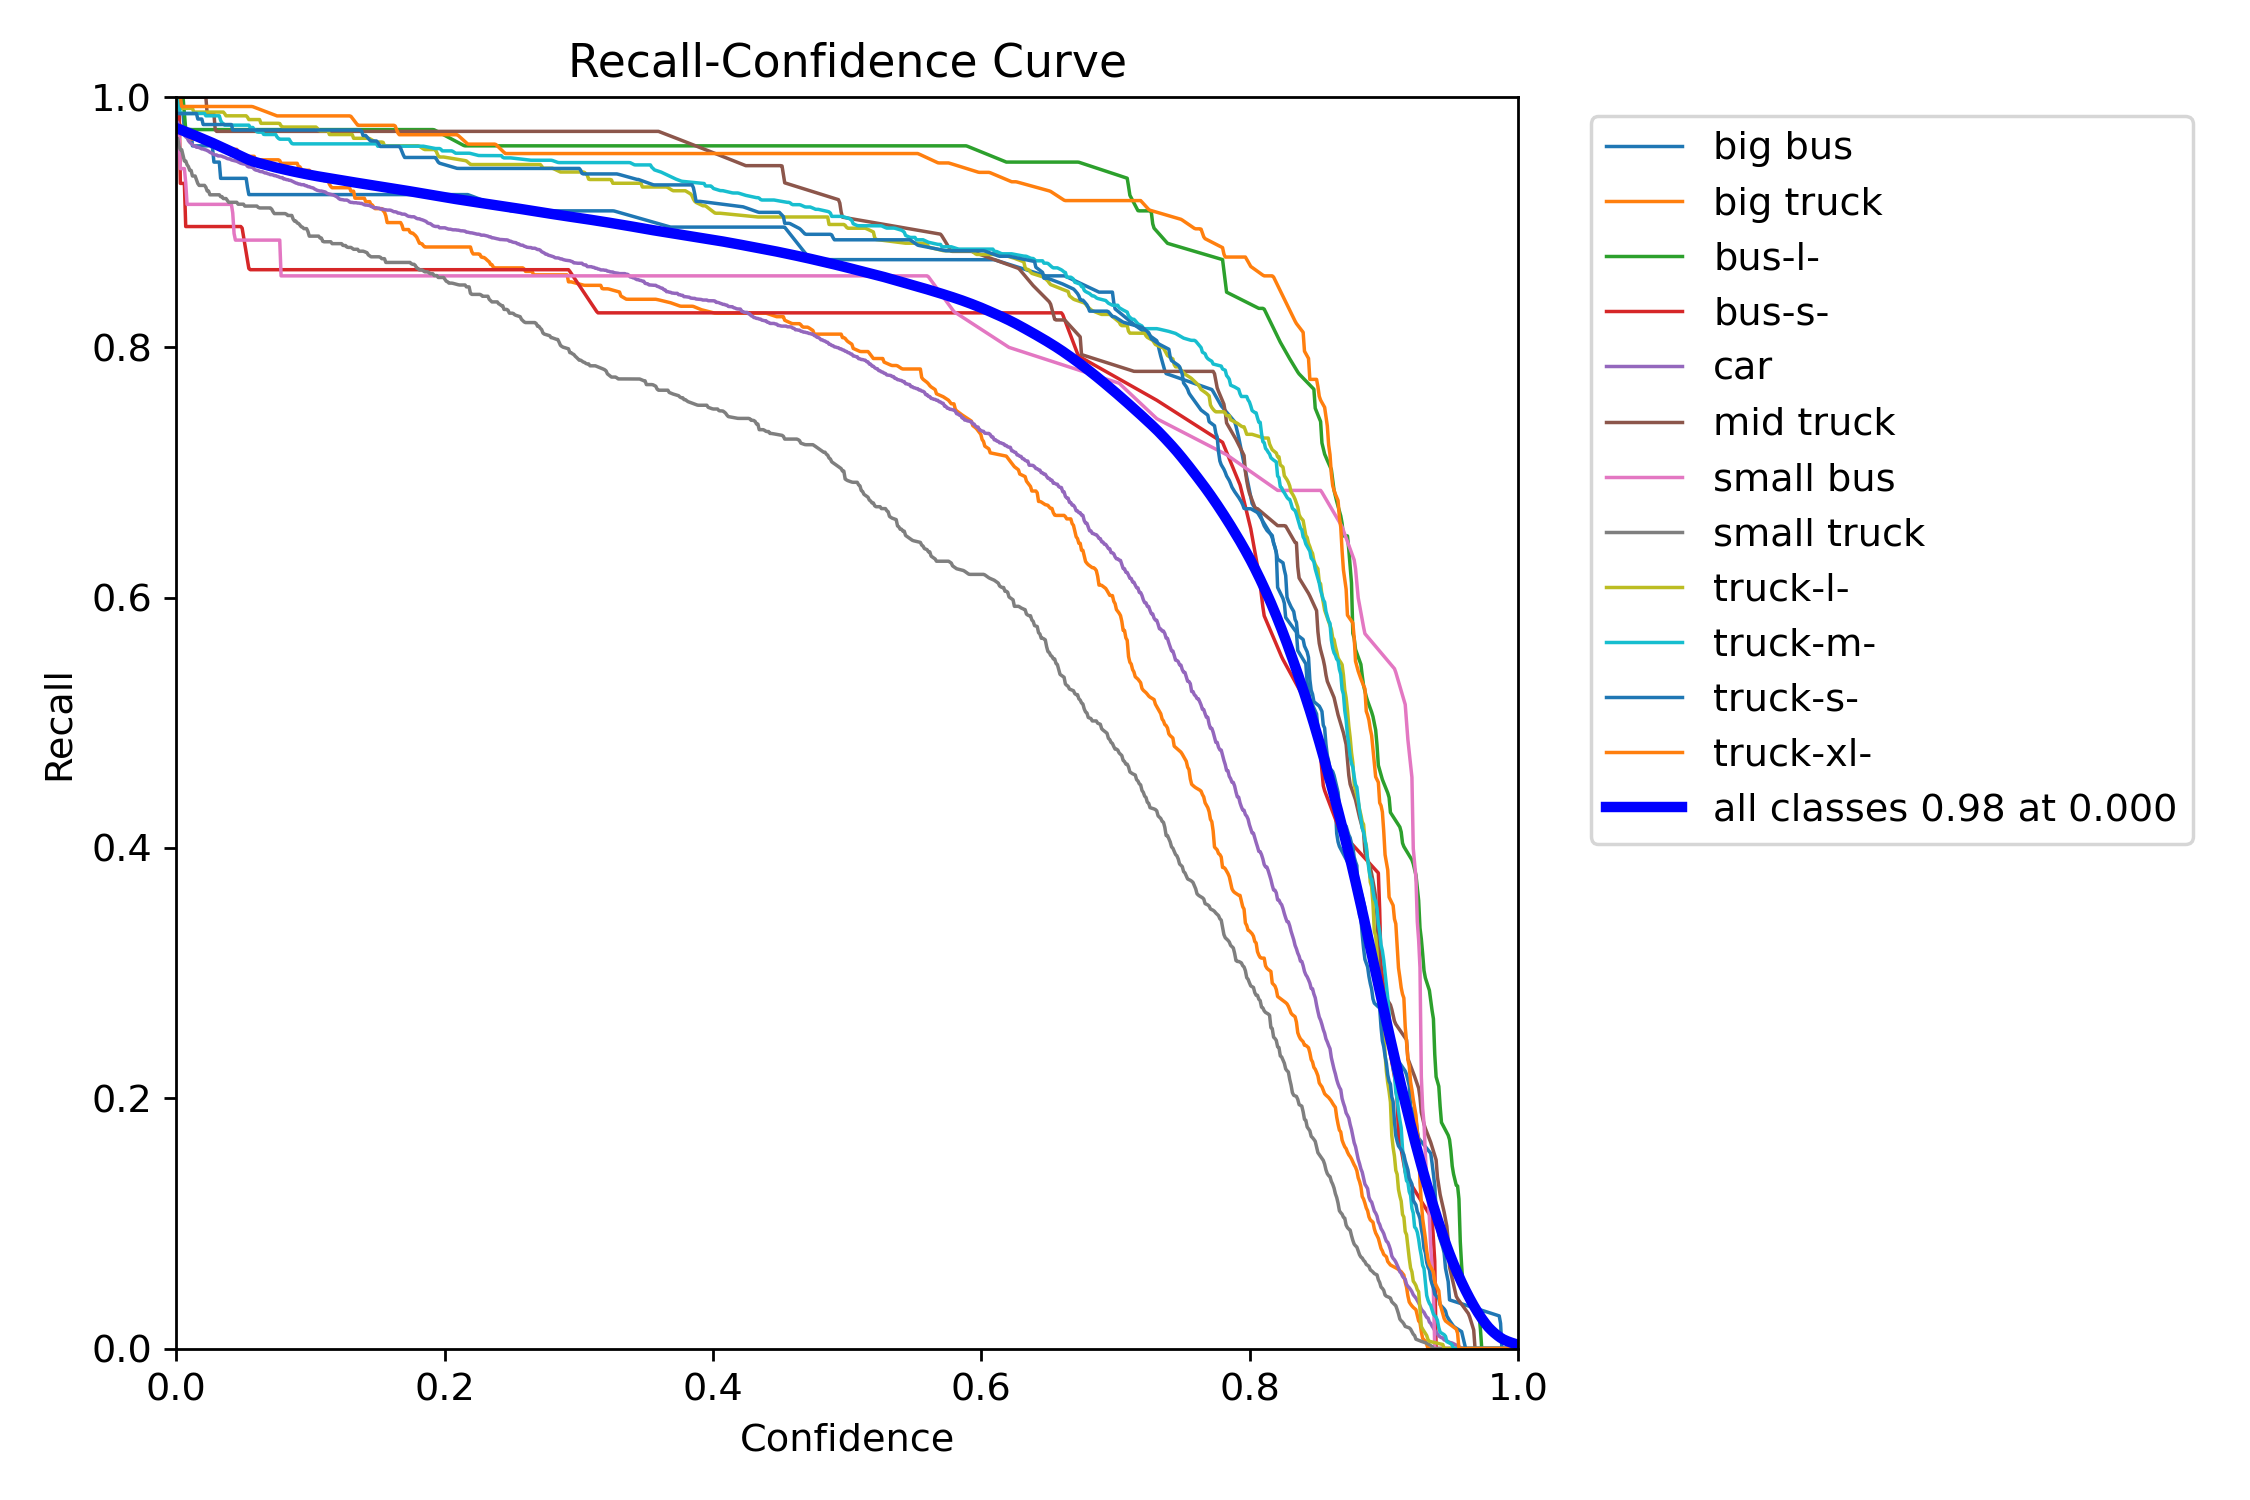 Recall-Confidence Curve
1.0
0.8
0.6
0.4
0.2
0.0
Recall
0.0 0.2 0.4 0.6 0.8 1.0
Confidence
big bus
big truck
bus-l-
bus-s-
car
mid truck
small bus
small truck
truck-l-
truck-m-
truck-s-
truck-xl-
all classes 0.98 at 0.000